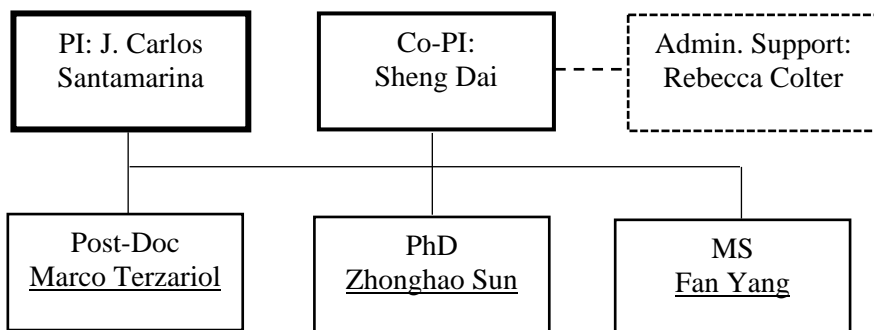 PI: J. Carlos
Santamarina
Co-PI:
Sheng Dai
Admin. Support:
Rebecca Colter
Post-Doc
Marco Terzariol
PhD
Zhonghao Sun
MS
Fan Yang